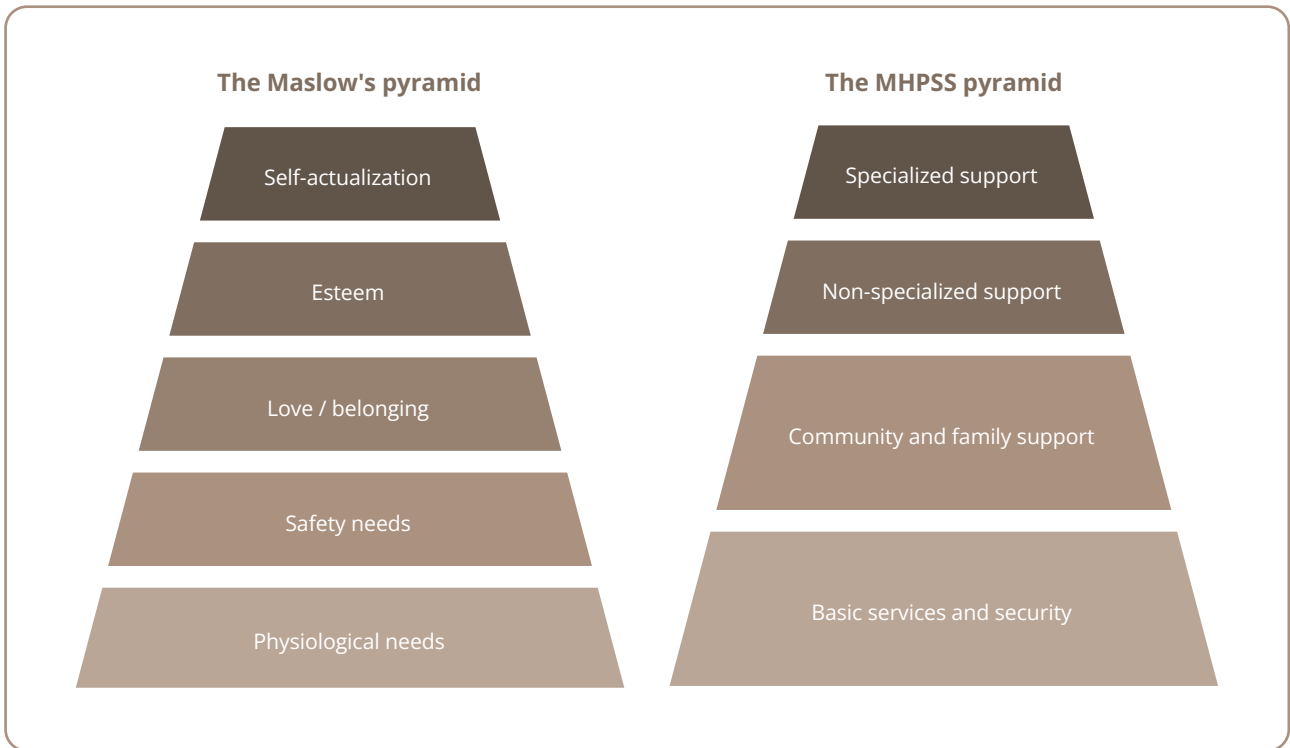 The Maslow's pyramid
Self-actualization
Esteem
Love / belonging
Safety needs
Physiological needs
The MHPSS pyramid
Specialized support
Non-specialized support
Community and family support
Basic services and security